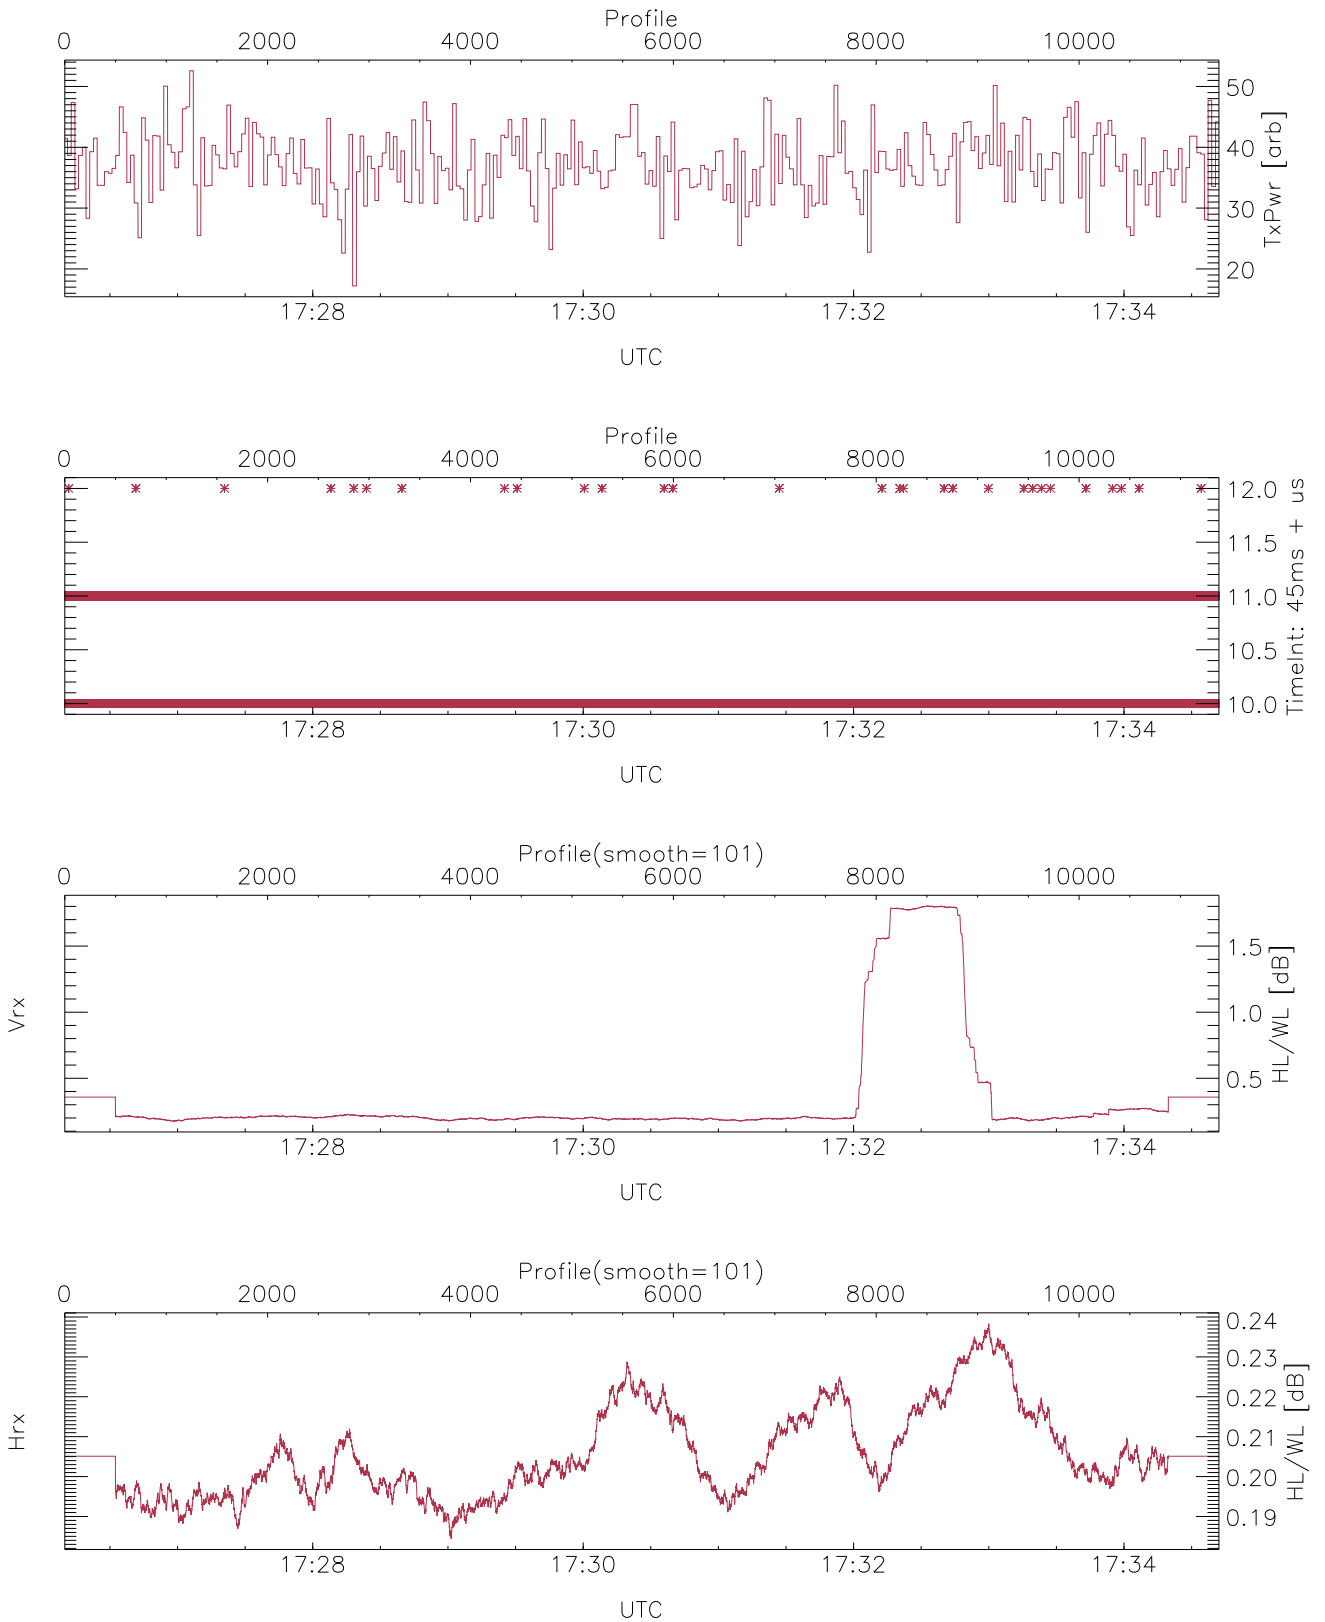 Profile
0 2000 4000 6000 8000 10000
50
40
30
20
TxPwr [arb]
17:28 17:30 17:32 17:34
UTC
Profile
0 2000 4000 6000 8000 10000
12.0
11.5
11.0
10.5
10.0
TimeInt: 45ms + us
17:28 17:30 17:32 17:34
UTC
Profile(smooth=101)
0 2000 4000 6000 8000 10000
Vrx
1.5
1.0
0.5
HL/WL [dB]
17:28 17:30 17:32 17:34
UTC
Profile(smooth=101)
0 2000 4000 6000 8000 10000
Hrx
0.24
0.23
0.22
0.21
0.20
0.19
HL/WL [dB]
17:28 17:30 17:32 17:34
UTC